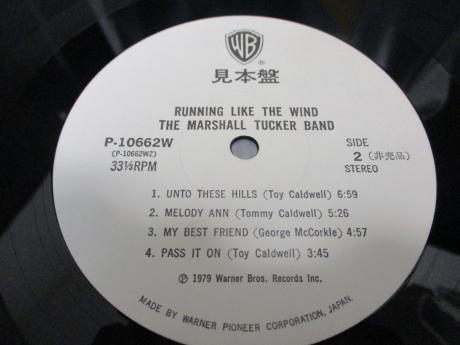 WB
®
見本盤
RUNNING LIKE THE WIND
THE MARSHALL TUCKER BAND
P-10662W
(P-10662W2)
33⅓RPM
SIDE
2 (非売品)
STEREO
1. UNTO THESE HILLS (Toy Caldwell) 6:59
2. MELODY ANN (Tommy Caldwell) 5:26
3. MY BEST FRIEND (George McCorkle) 4:57
4. PASS IT ON (Toy Caldwell) 3:45
Ⓟ 1979 Warner Bros. Records Inc.
MADE BY WARNER PIONEER CORPORATION, JAPAN.